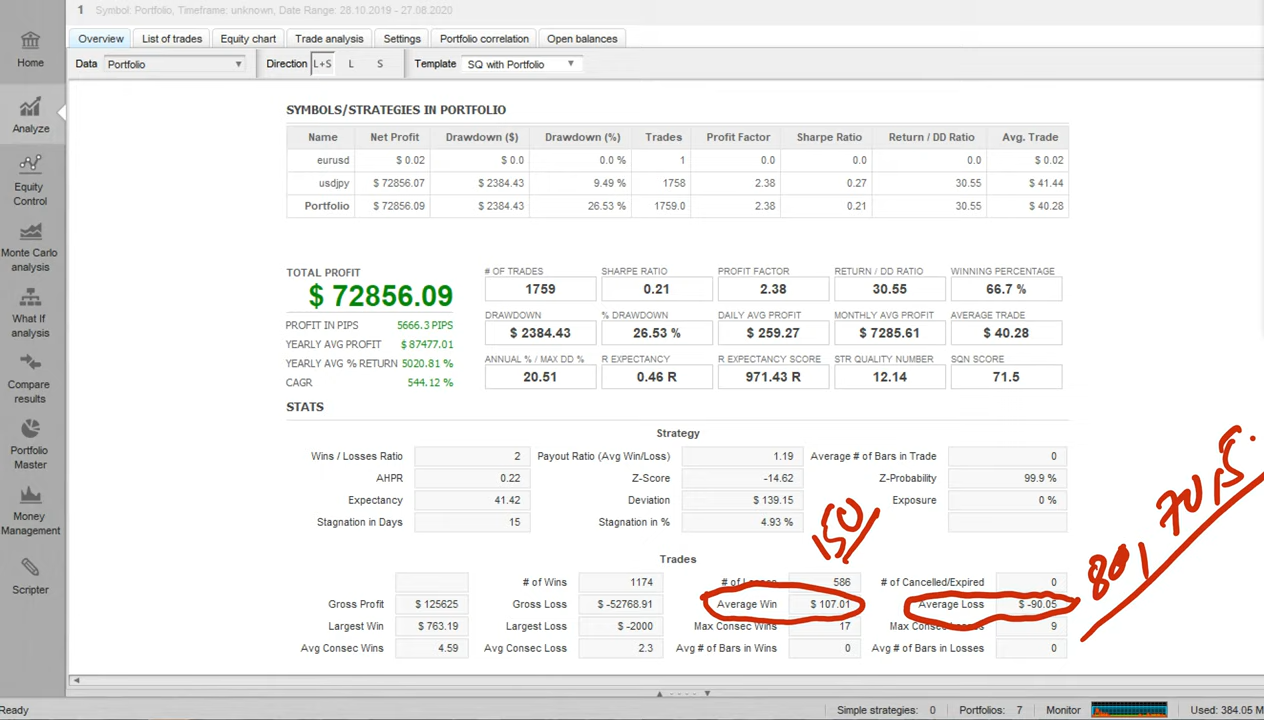 1 Symbol: Portfolio, Timeframe: unknown, Date Range: 28.10.2019 - 27.08.2020
Overview List of trades Equity chart Trade analysis Settings Portfolio correlation Open balances
Data Portfolio Direction L+S L S Template SQ with Portfolio
Home
Analyze
Equity
Control
Monte Carlo
analysis
What If
analysis
Compare
results
Portfolio
Master
Money
Management
Scripter
SYMBOLS/STRATEGIES IN PORTFOLIO
Name Net Profit Drawdown ($) Drawdown (%) Trades Profit Factor Sharpe Ratio Return / DD Ratio Avg. Trade
eurusd $ 0.02 $ 0.0 0.0 % 1 0.0 0.0 0.0 $ 0.02
usdjpy $ 72856.07 $ 2384.43 9.49 % 1758 2.38 0.27 30.55 $ 41.44
Portfolio $ 72856.09 $ 2384.43 26.53 % 1759.0 2.38 0.21 30.55 $ 40.28
TOTAL PROFIT
$ 72856.09
PROFIT IN PIPS 5666.3 PIPS
YEARLY AVG PROFIT $ 87477.01
YEARLY AVG % RETURN 5020.81 %
CAGR 544.12 %
# OF TRADES SHARPE RATIO PROFIT FACTOR RETURN / DD RATIO WINNING PERCENTAGE
1759 0.21 2.38 30.55 66.7 %
DRAWDOWN % DRAWDOWN DAILY AVG PROFIT MONTHLY AVG PROFIT AVERAGE TRADE
$ 2384.43 26.53 % $ 259.27 $ 7285.61 $ 40.28
ANNUAL % / MAX DD % R EXPECTANCY R EXPECTANCY SCORE STR QUALITY NUMBER SQN SCORE
20.51 0.46 R 971.43 R 12.14 71.5
STATS
Strategy
Wins / Losses Ratio 2 Payout Ratio (Avg Win/Loss) 1.19 Average # of Bars in Trade 0
AHPR 0.22 Z-Score -14.62 Z-Probability 99.9 %
Expectancy 41.42 Deviation $ 139.15 Exposure 0 %
Stagnation in Days 15 Stagnation in % 4.93 %
150
Trades
# of Wins 1174 # of Losses 586 # of Cancelled/Expired 0
Gross Profit $ 125625 Gross Loss $ -52768.91 Average Win $ 107.01 Average Loss $ -90.05
Largest Win $ 763.19 Largest Loss $ -2000 Max Consec Wins 17 Max Consec Losses 9
Avg Consec Wins 4.59 Avg Consec Loss 2.3 Avg # of Bars in Wins 0 Avg # of Bars in Losses 0
80, 70
Ready Simple strategies: 0 Portfolios: 7 Monitor Used: 384.05 M